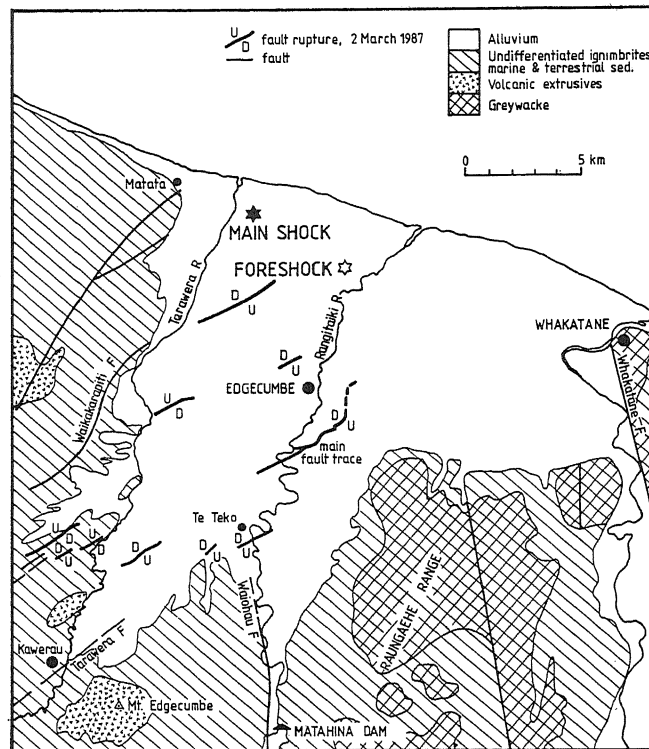 U
D
fault rupture, 2 March 1987
fault
Alluvium
Undifferentiated ignimbrites
marine & terrestrial sed.
Volcanic extrusives
Greywacke
0 5 km
Matata
MAIN SHOCK
FORESHOCK
Tarawera R
Rangitaiki R
D
U
WHAKATANE
Whakatane F.
D
U
EDGECUMBE
Waikakarapiti F.
U
D
D
U
main
fault trace
Te Teko
U
D
U
D
D
U
D
U
D
U
D
U
Waiohau F
RAUNGAEHE RANGE
Kawerau
Tarawera F
Mt. Edgecumbe
MATAHINA DAM